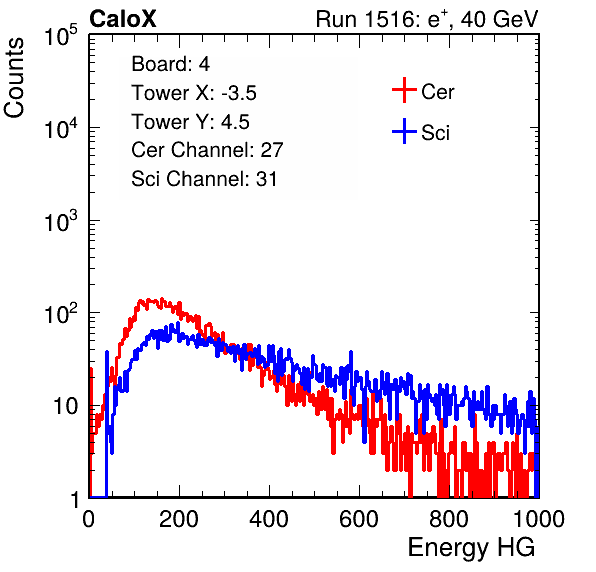 CaloX Run 1516: e⁺, 40 GeV
Counts
10⁵
10⁴
10³
10²
10
1
Board: 4
Tower X: -3.5
Tower Y: 4.5
Cer Channel: 27
Sci Channel: 31
Cer
Sci
0 200 400 600 800 1000
Energy HG